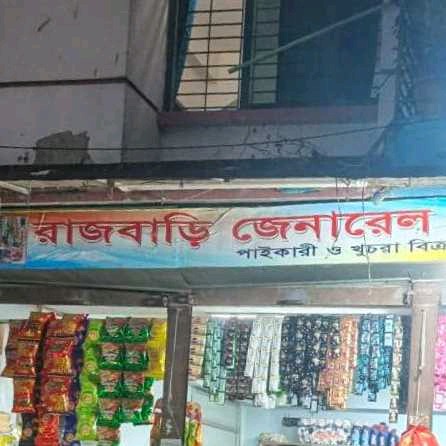 রাজবাড়ি জেনারেল
পাইকারী ও খুচরা বিক্র